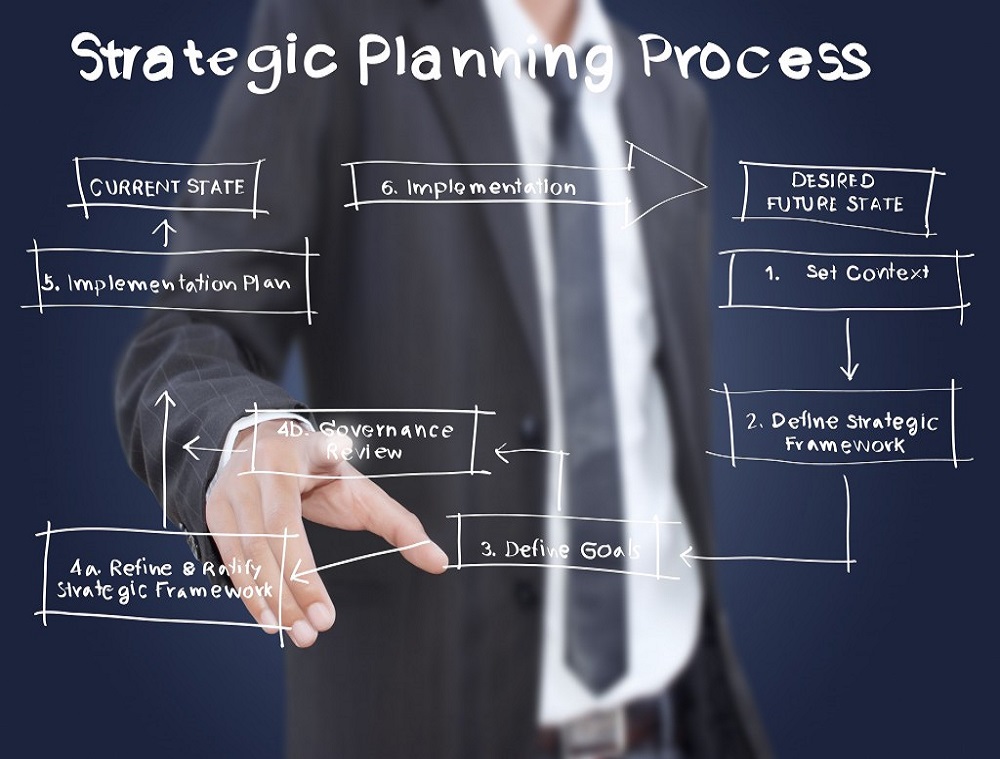 Strategic Planning Process
CURRENT STATE
6. Implementation
DESIRED
FUTURE STATE
5. Implementation Plan
1. Set Context
2. Define Strategic
Framework
4b. Governance
Review
3. Define Goals
4a. Refine & Ratify
Strategic Framework